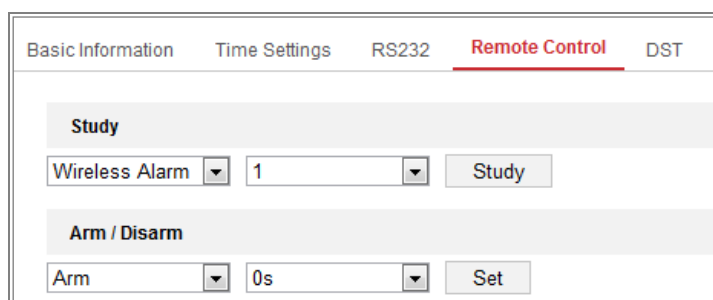 Basic Information Time Settings RS232 Remote Control DST
Study
Wireless Alarm 1 Study
Arm / Disarm
Arm 0s Set